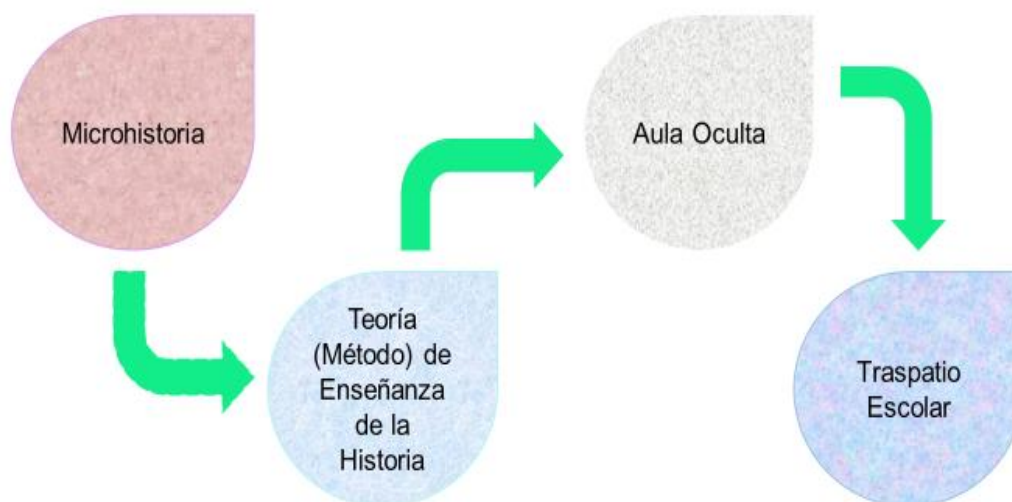 Microhistoria
Teoría
(Método) de
Enseñanza
de la
Historia
Aula Oculta
Traspatio
Escolar